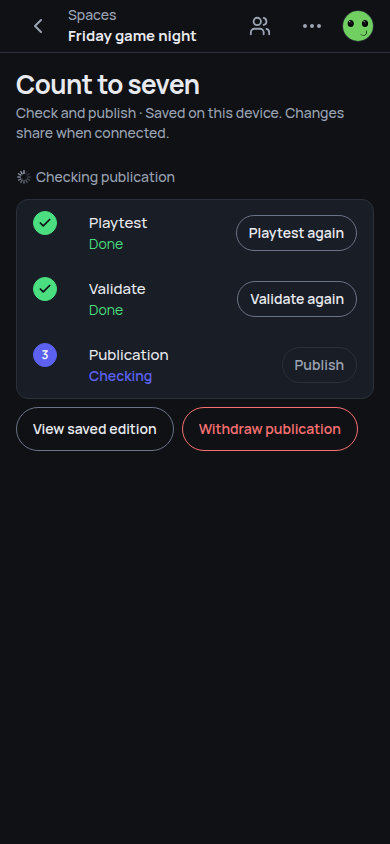 Spaces
Friday game night
Count to seven
Check and publish · Saved on this device. Changes
share when connected.
Checking publication
Playtest
Done
Playtest again
Validate
Done
Validate again
3
Publication
Checking
Publish
View saved edition
Withdraw publication